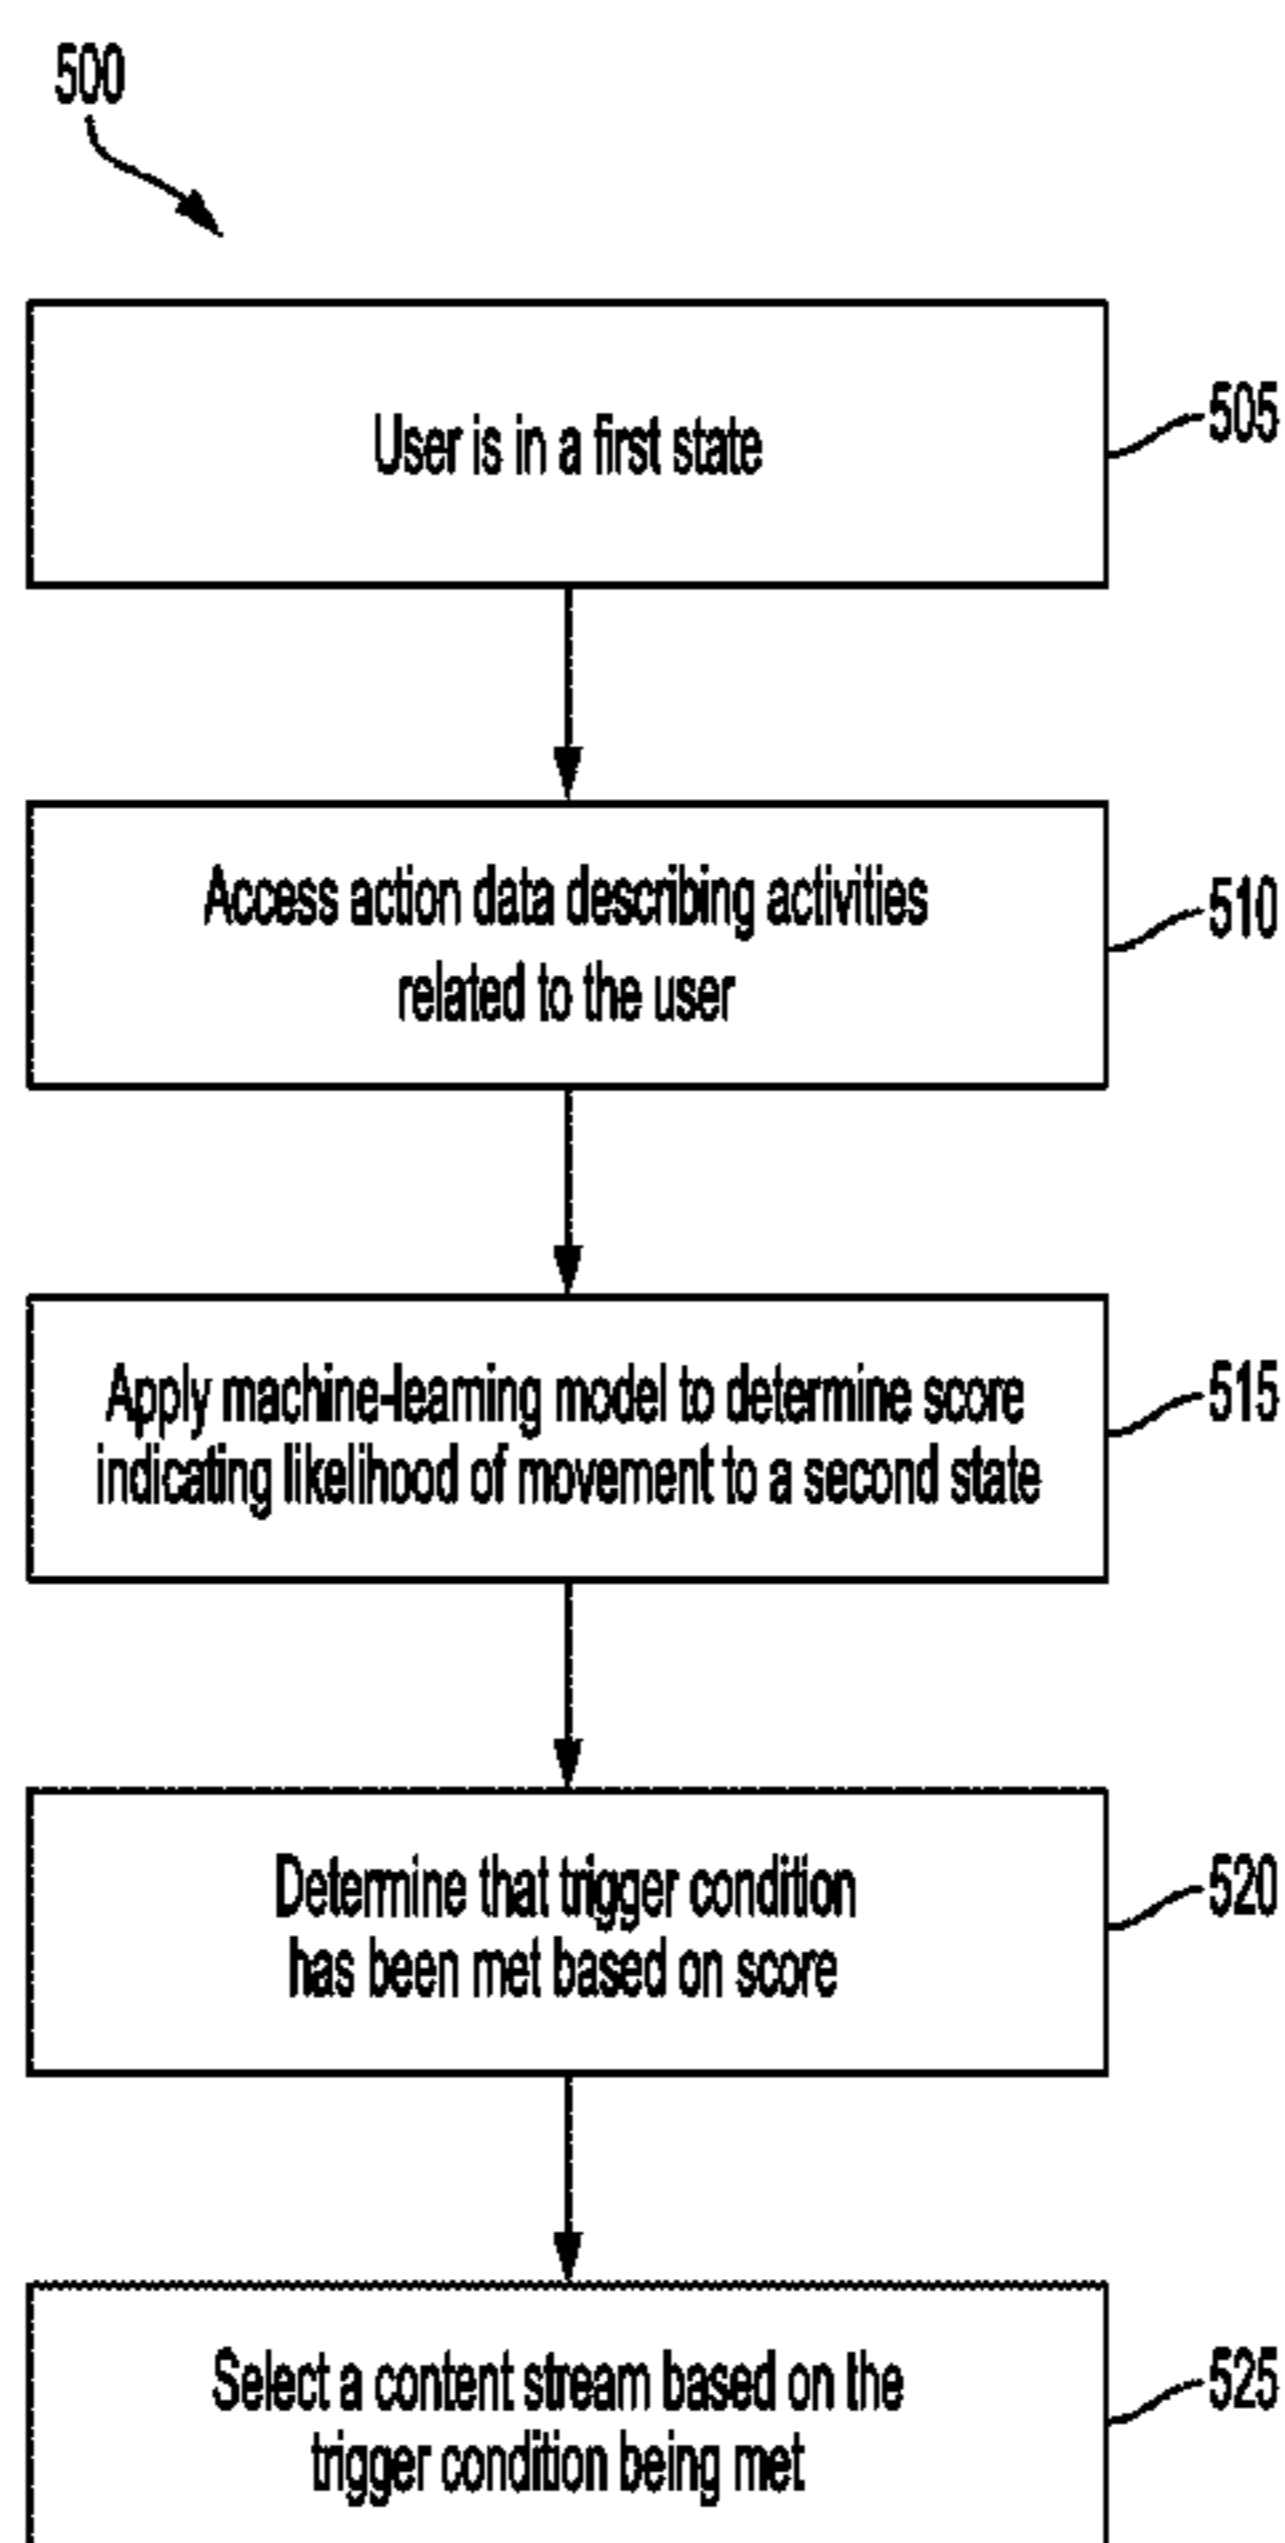 500
User is in a first state
505
Access action data describing activities
related to the user
510
Apply machine-learning model to determine score
indicating likelihood of movement to a second state
515
Determine that trigger condition
has been met based on score
520
Select a content stream based on the
trigger condition being met
525